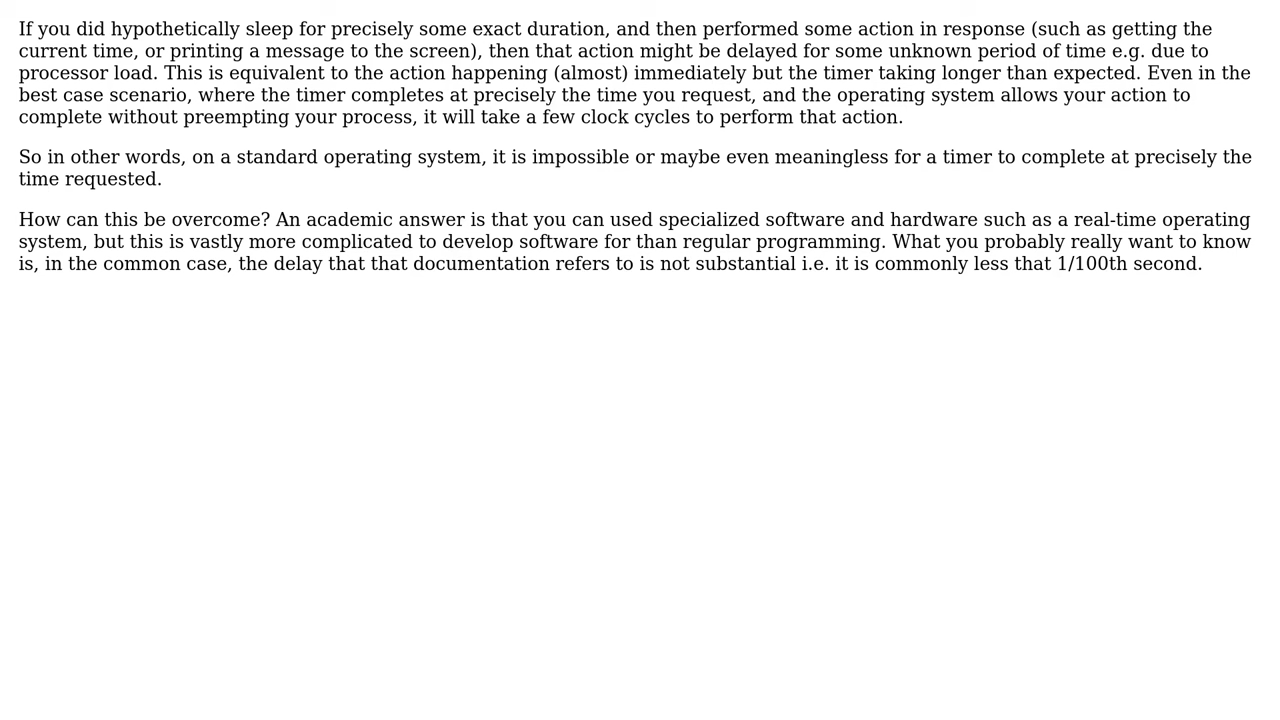 If you did hypothetically sleep for precisely some exact duration, and then performed some action in response (such as getting the
current time, or printing a message to the screen), then that action might be delayed for some unknown period of time e.g. due to
processor load. This is equivalent to the action happening (almost) immediately but the timer taking longer than expected. Even in the
best case scenario, where the timer completes at precisely the time you request, and the operating system allows your action to
complete without preempting your process, it will take a few clock cycles to perform that action.
So in other words, on a standard operating system, it is impossible or maybe even meaningless for a timer to complete at precisely the
time requested.
How can this be overcome? An academic answer is that you can used specialized software and hardware such as a real-time operating
system, but this is vastly more complicated to develop software for than regular programming. What you probably really want to know
is, in the common case, the delay that that documentation refers to is not substantial i.e. it is commonly less that 1/100th second.